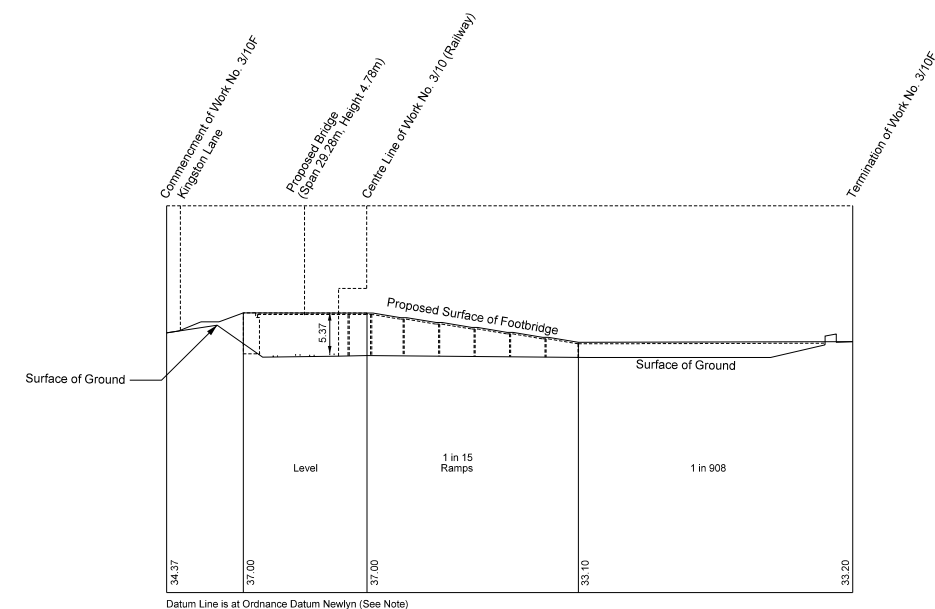 Commencment of Work No. 3/10F
Kingston Lane
Proposed Bridge
(Span 29.28m, Height 4.78m)
Centre Line of Work No. 3/10 (Railway)
Termination of Work No. 3/10F
Proposed Surface of Footbridge
5.37
Surface of Ground
Surface of Ground
Level
1 in 15
Ramps
1 in 908
34.37
37.00
37.00
33.10
33.20
Datum Line is at Ordnance Datum Newlyn (See Note)